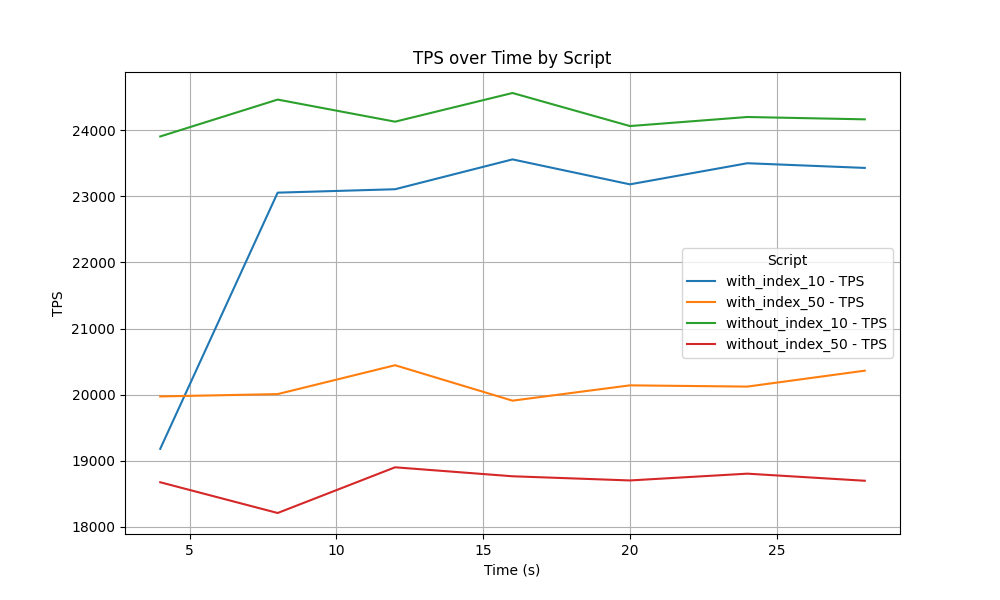 TPS over Time by Script
TPS
24000
23000
22000
21000
20000
19000
18000
Script
with_index_10 - TPS
with_index_50 - TPS
without_index_10 - TPS
without_index_50 - TPS
5
10
15
20
25
Time (s)